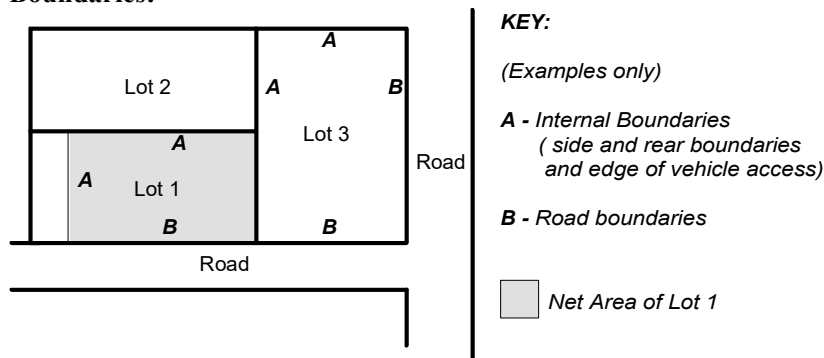 Boundaries:
A
Lot 2
A
B
Lot 3
A
Road
A
Lot 1
B
B
Road
KEY:
(Examples only)
A - Internal Boundaries
( side and rear boundaries
and edge of vehicle access)
B - Road boundaries
Net Area of Lot 1